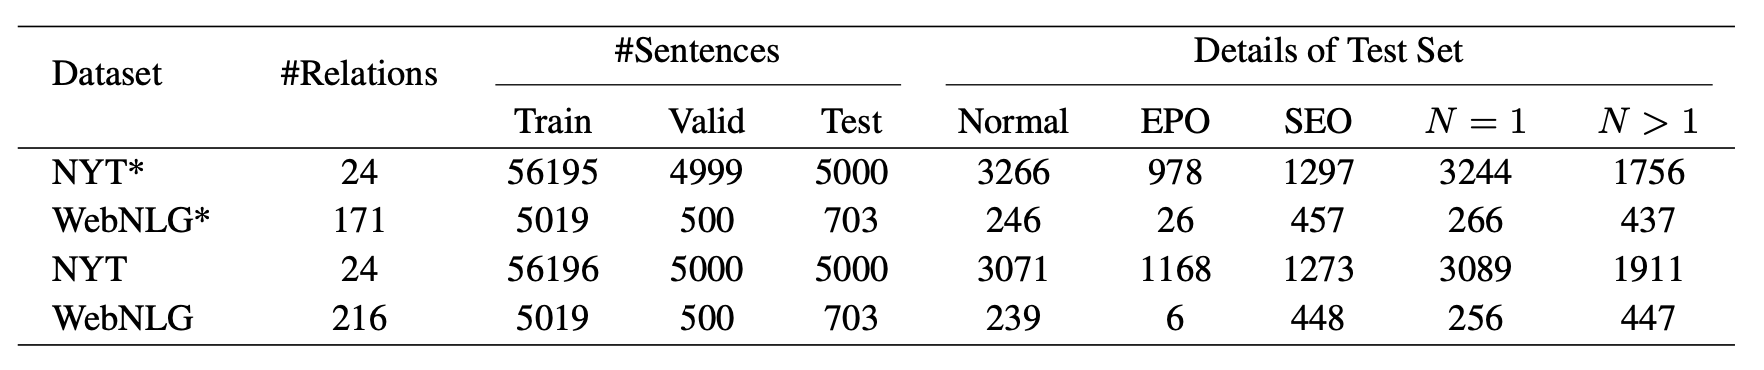 #Sentences Details of Test Set
Dataset #Relations
Train Valid Test Normal EPO SEO N = 1 N > 1
NYT* 24 56195 4999 5000 3266 978 1297 3244 1756
WebNLG* 171 5019 500 703 246 26 457 266 437
NYT 24 56196 5000 5000 3071 1168 1273 3089 1911
WebNLG 216 5019 500 703 239 6 448 256 447